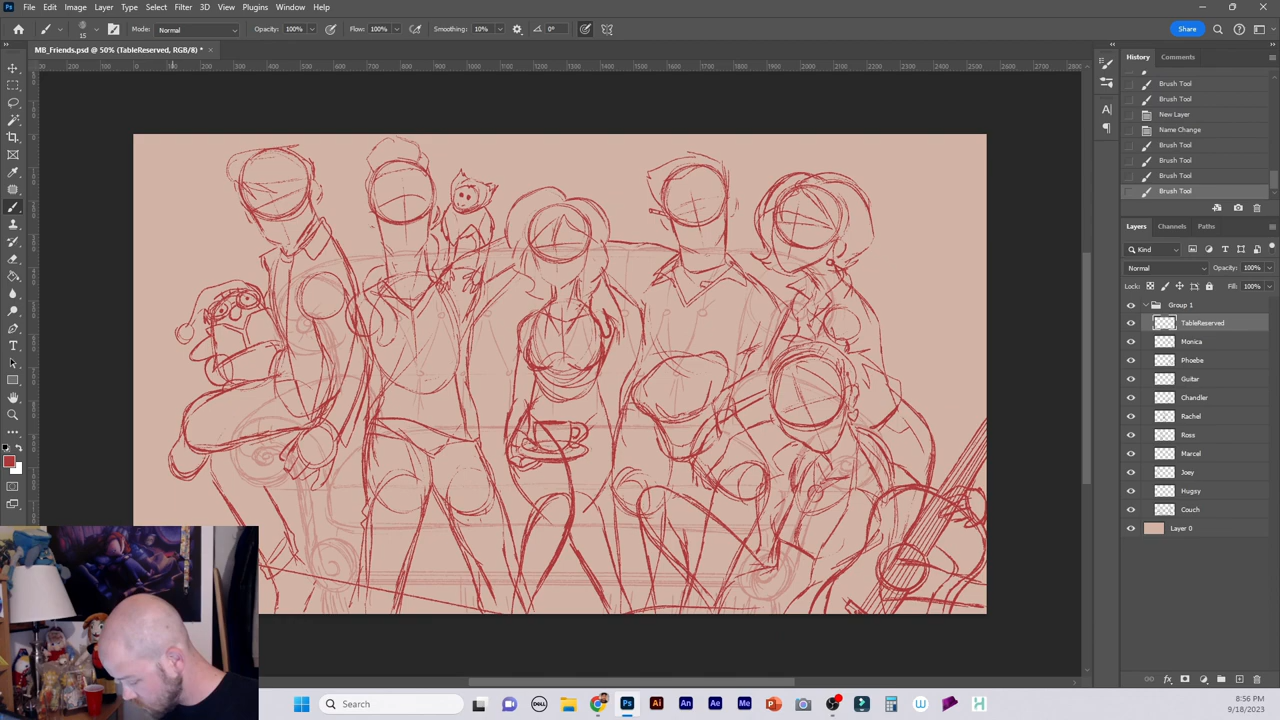 File Edit Image Layer Type Select Filter 3D View Plugins Window Help
15 Mode: Normal Opacity: 100% Flow: 100% Smoothing: 10% 0° Share
MB_Friends.psd @ 50% (TableReserved, RGB/8) *
History Comments
Brush Tool
Brush Tool
New Layer
Name Change
Brush Tool
Brush Tool
Brush Tool
Brush Tool
Layers Channels Paths
Kind
Normal Opacity: 100%
Lock: Fill: 100%
Group 1
TableReserved
Monica
Phoebe
Guitar
Chandler
Rachel
Ross
Marcel
Joey
Hugsy
Couch
Layer 0
Search
8:56 PM
9/18/2023